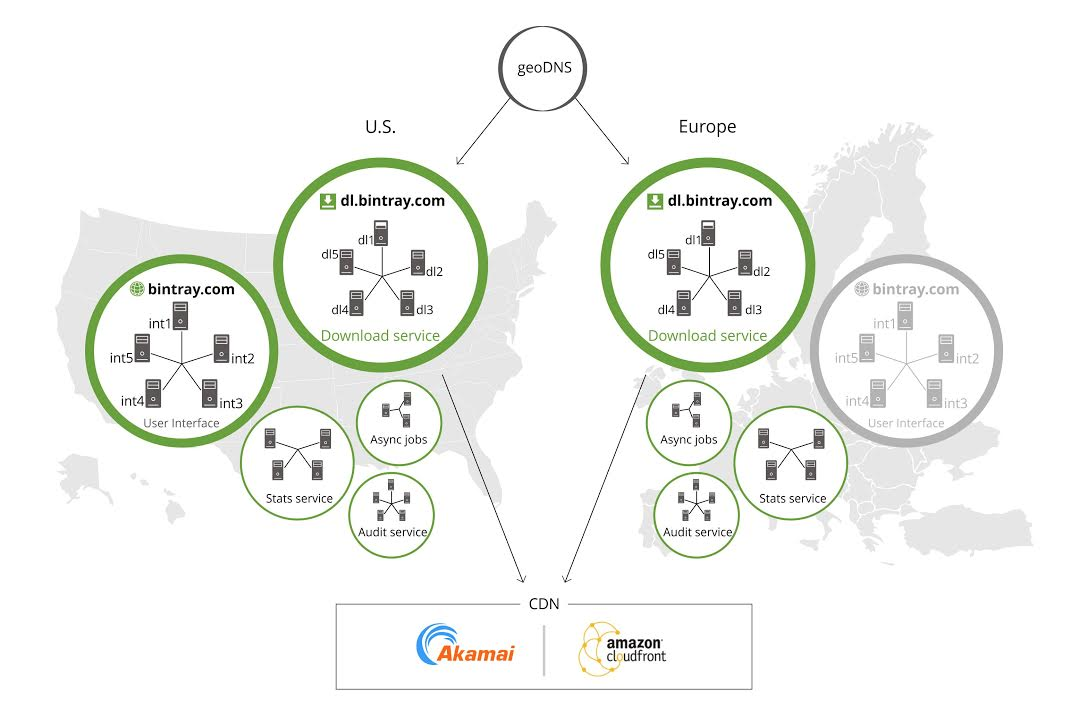 geoDNS
U.S.
Europe
dl.bintray.com
dl1
dl5
dl2
dl4
dl3
Download service
dl.bintray.com
dl1
dl5
dl2
dl4
dl3
Download service
bintray.com
int1
int5
int2
int4
int3
User Interface
bintray.com
int1
int5
int2
int4
int3
User Interface
Stats service
Async jobs
Audit service
Async jobs
Stats service
Audit service
CDN
Akamai
amazon
cloudfront